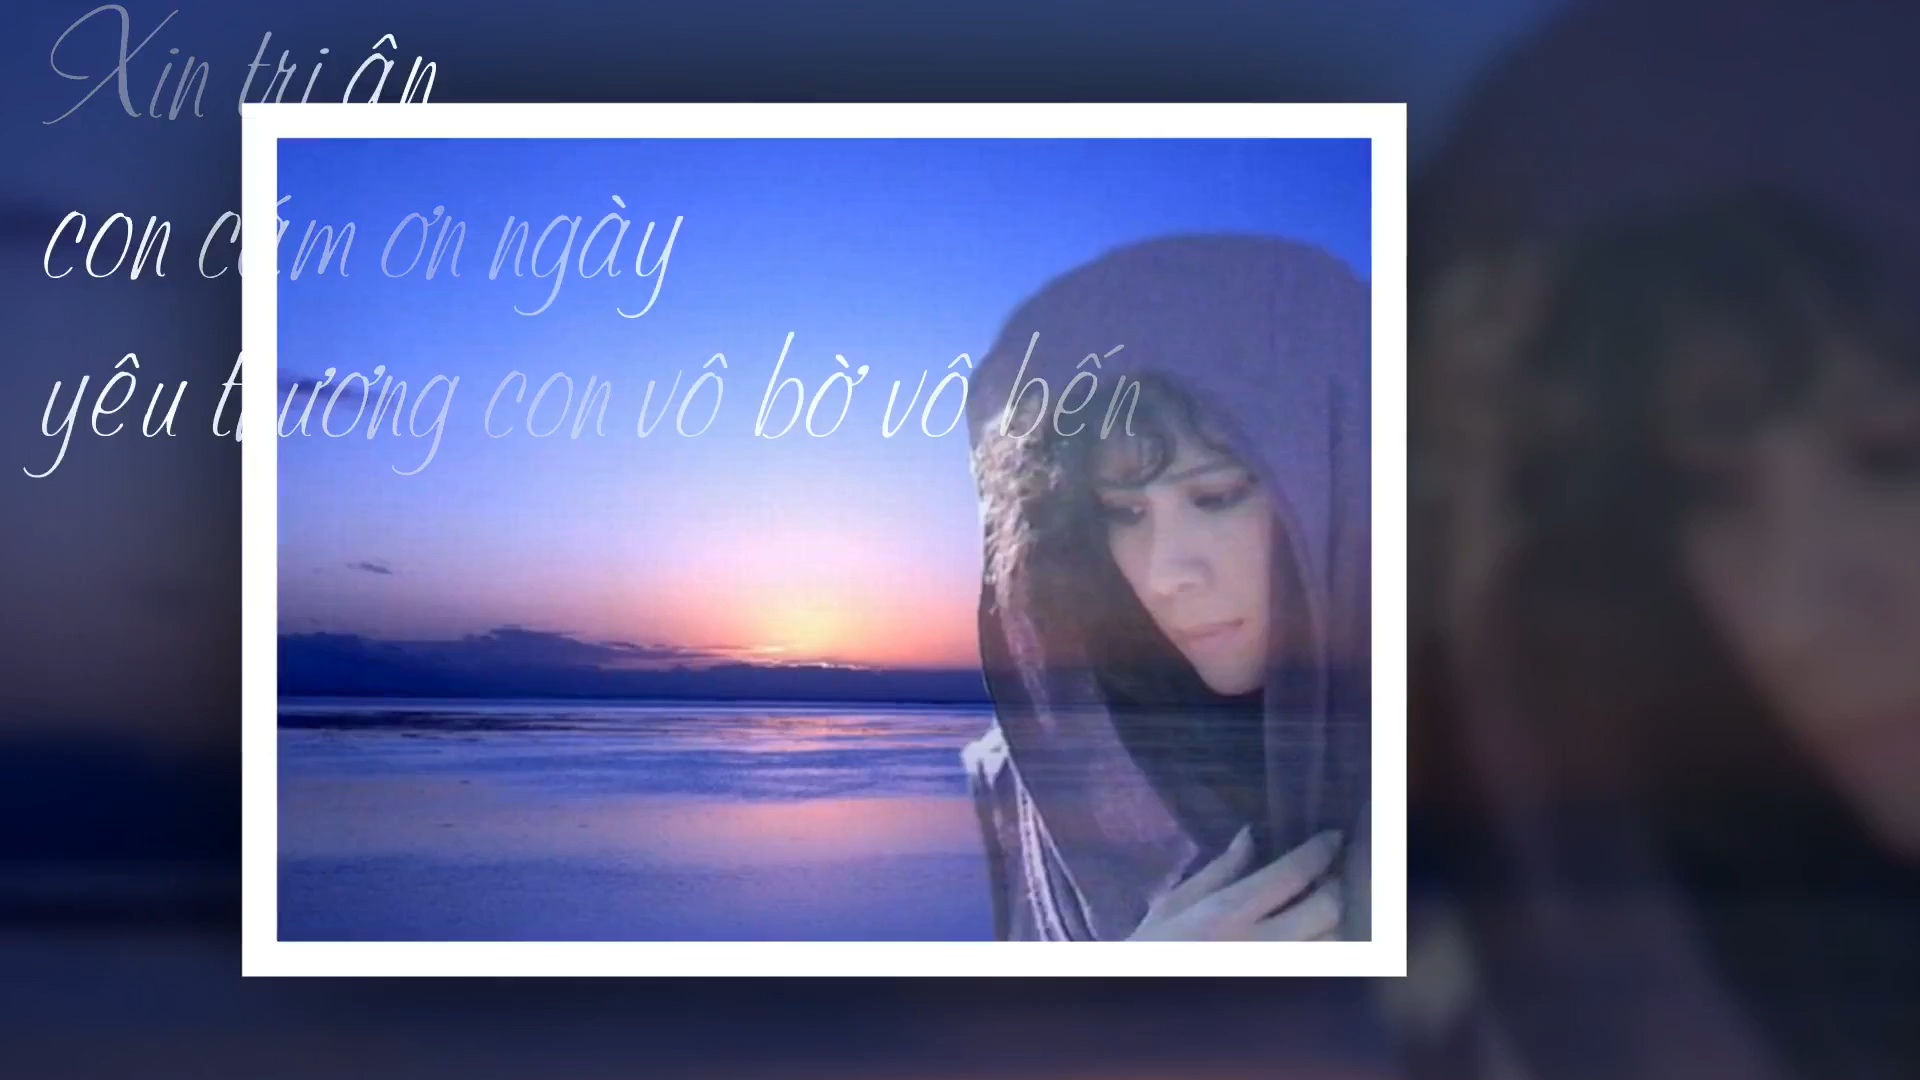 Xin tri ân
con cám ơn ngày
yêu thương con vô bờ vô bến